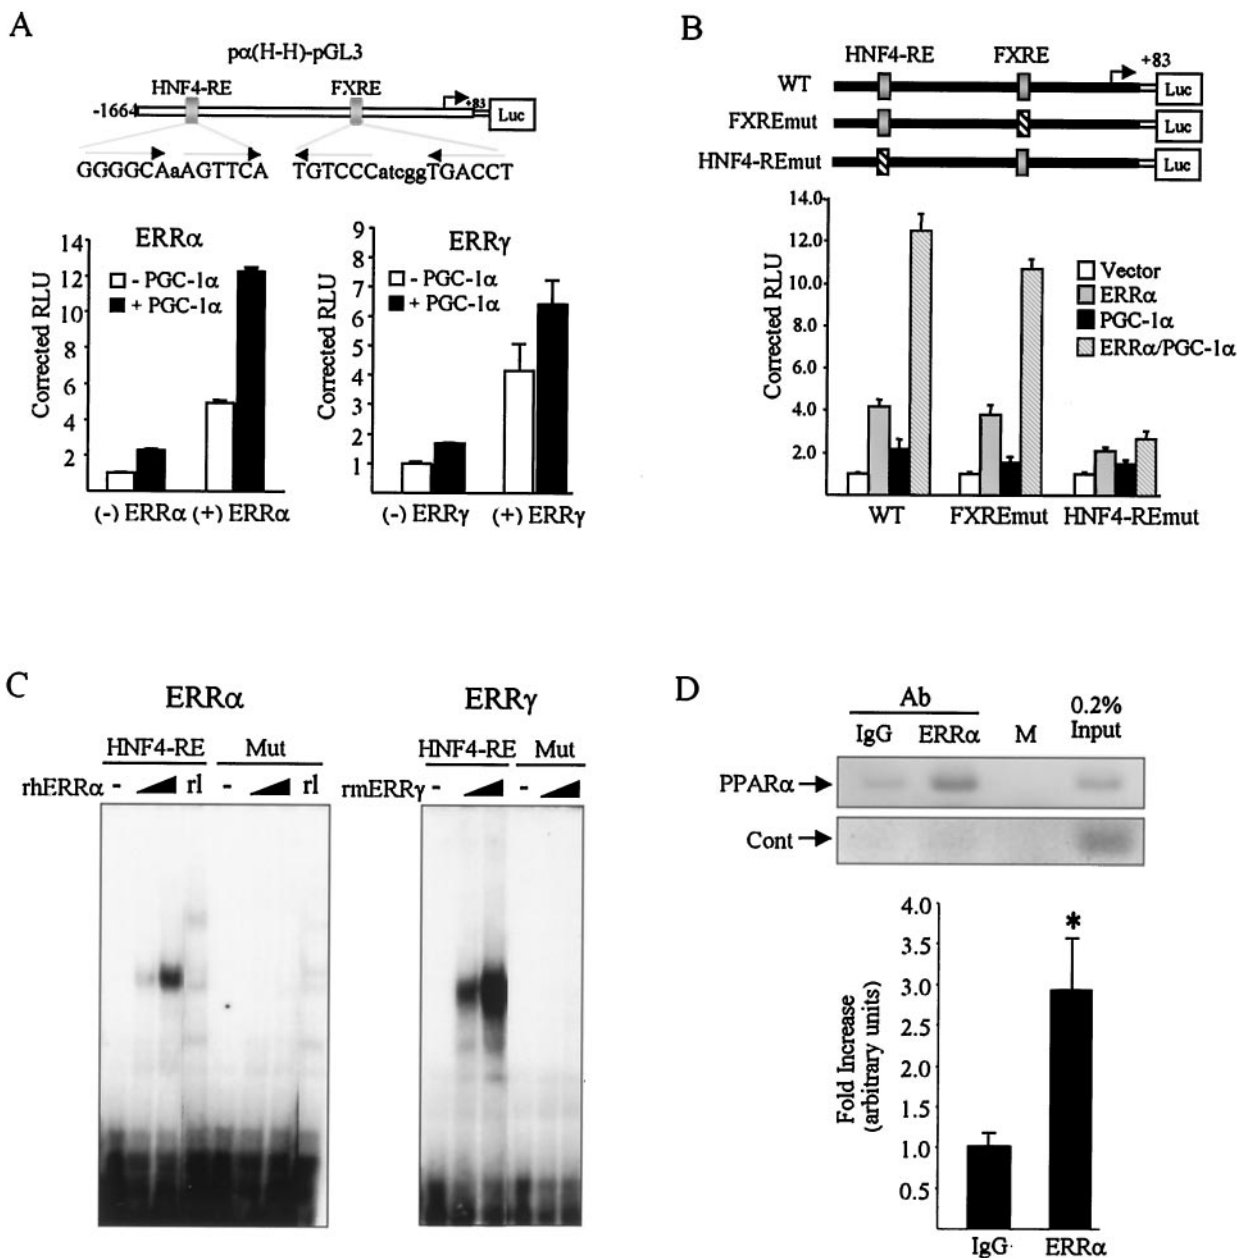 A
pα(H-H)-pGL3
HNF4-RE FXRE
-1664 +83 Luc
GGGGCAaAGTTCA TGTCCCatcggTGACCT
ERRα
- PGC-1α
+ PGC-1α
Corrected RLU
14
12
10
8
6
4
2
(-) ERRα (+) ERRα
ERRγ
- PGC-1α
+ PGC-1α
Corrected RLU
9
8
7
6
5
4
3
2
1
(-) ERRγ (+) ERRγ
B
HNF4-RE FXRE +83
WT Luc
FXREmut Luc
HNF4-REmut Luc
Corrected RLU
14.0
12.0
10.0
8.0
6.0
4.0
2.0
Vector
ERRα
PGC-1α
ERRα/PGC-1α
WT FXREmut HNF4-REmut
C
ERRα
HNF4-RE Mut
rhERRα - rl - rl
ERRγ
HNF4-RE Mut
rmERRγ - -
D
Ab 0.2%
IgG ERRα M Input
PPARα
Cont
Fold Increase
(arbitrary units)
4.0
3.5
3.0
2.5
2.0
1.5
1.0
0.5
*
IgG ERRα